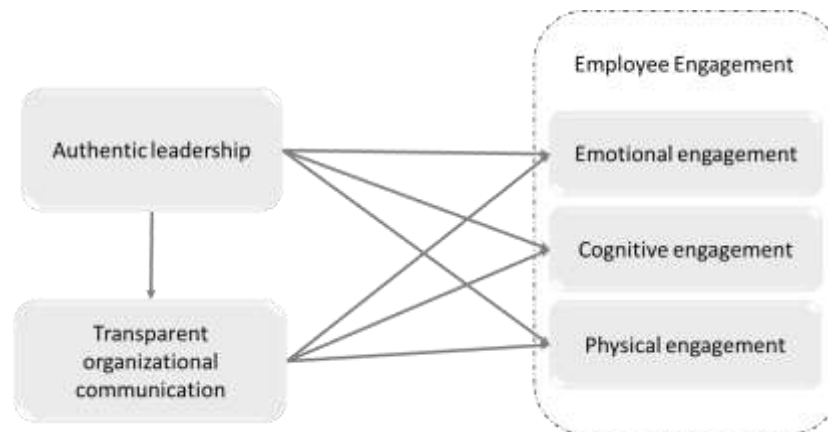 Employee Engagement
Authentic leadership
Emotional engagement
Cognitive engagement
Transparent
organizational
communication
Physical engagement